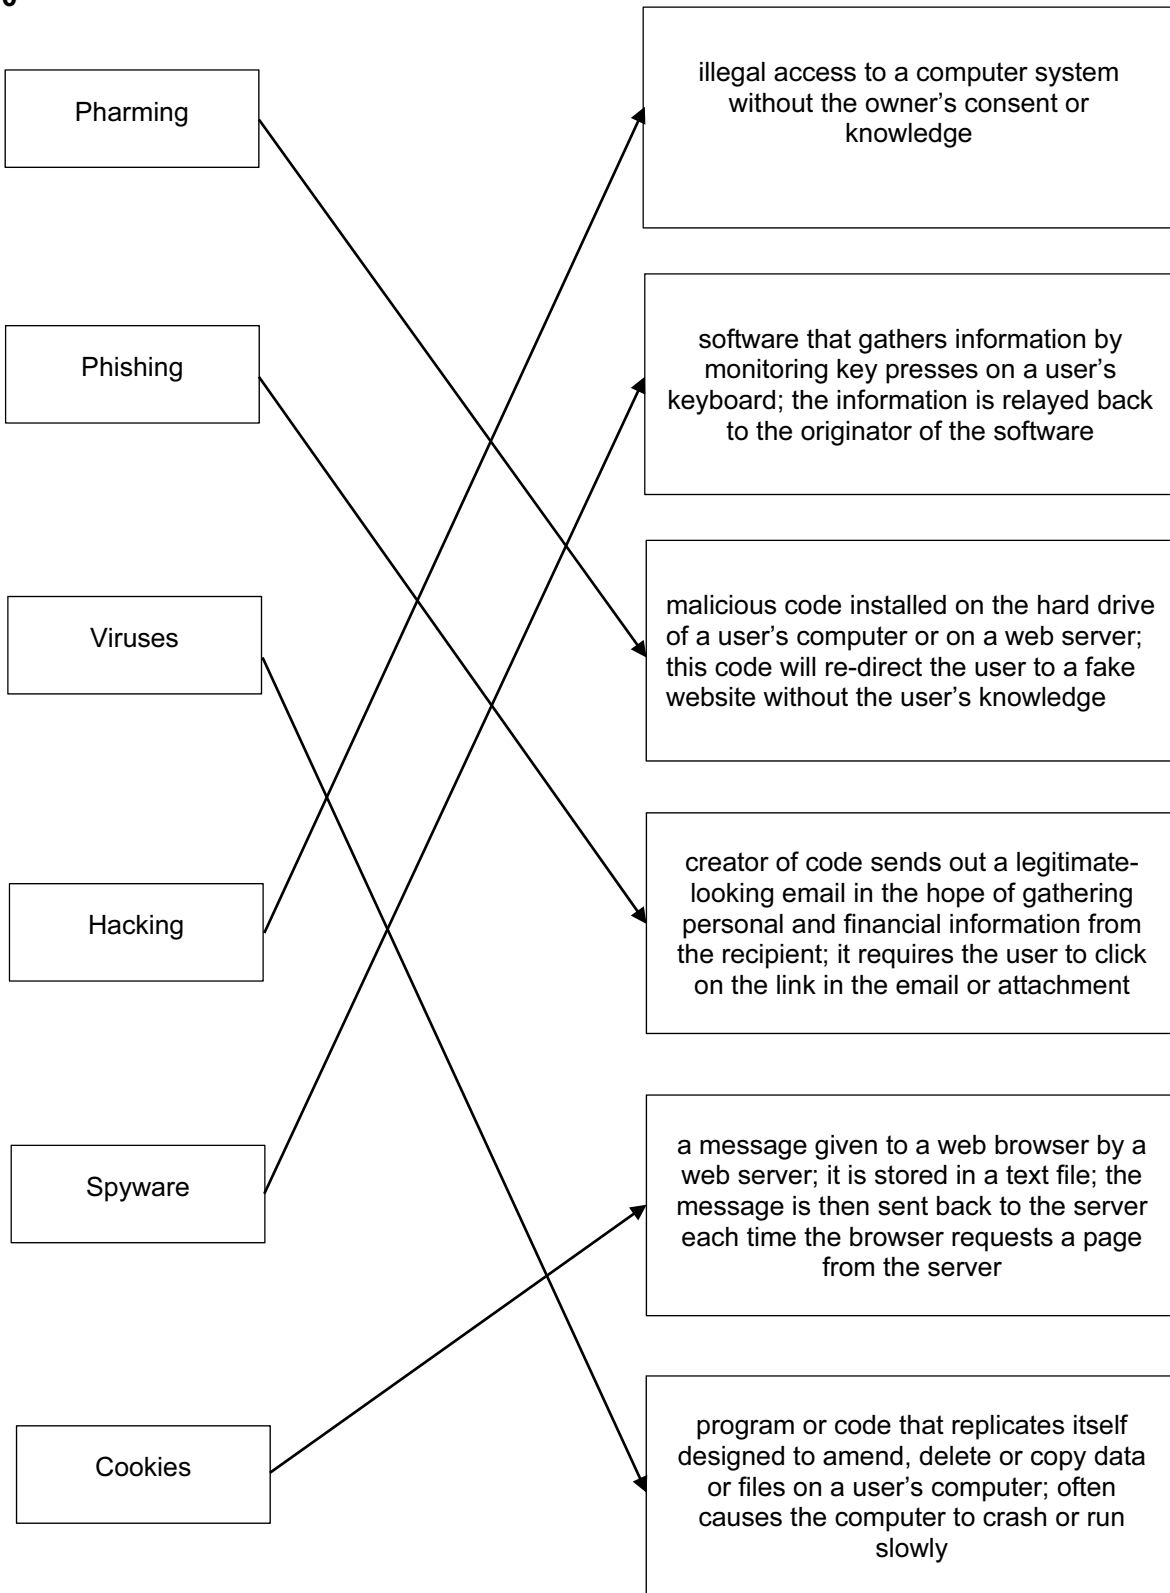 Pharming
illegal access to a computer system
without the owner’s consent or
knowledge
Phishing
software that gathers information by
monitoring key presses on a user’s
keyboard; the information is relayed back
to the originator of the software
Viruses
malicious code installed on the hard drive
of a user’s computer or on a web server;
this code will re-direct the user to a fake
website without the user’s knowledge
Hacking
creator of code sends out a legitimate-
looking email in the hope of gathering
personal and financial information from
the recipient; it requires the user to click
on the link in the email or attachment
Spyware
a message given to a web browser by a
web server; it is stored in a text file; the
message is then sent back to the server
each time the browser requests a page
from the server
Cookies
program or code that replicates itself
designed to amend, delete or copy data
or files on a user’s computer; often
causes the computer to crash or run
slowly